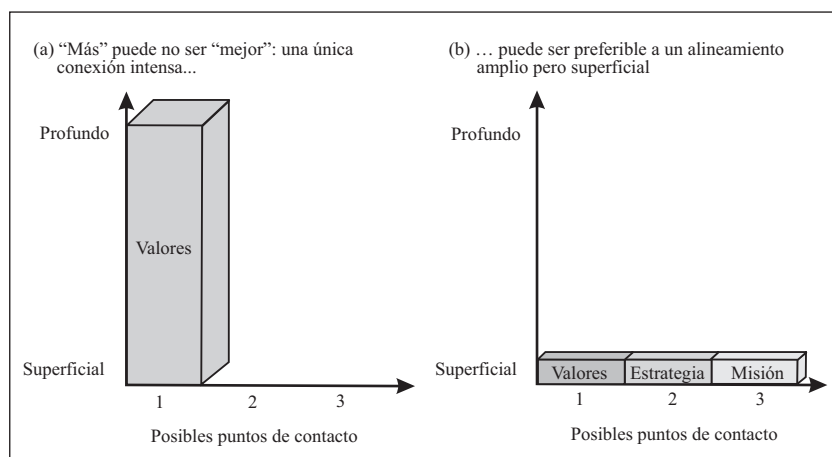 (a) “Más” puede no ser “mejor”: una única
conexión intensa...
Profundo
Valores
Superficial
1
2
3
Posibles puntos de contacto
(b) … puede ser preferible a un alineamiento
amplio pero superficial
Profundo
Superficial
Valores
Estrategia
Misión
1
2
3
Posibles puntos de contacto